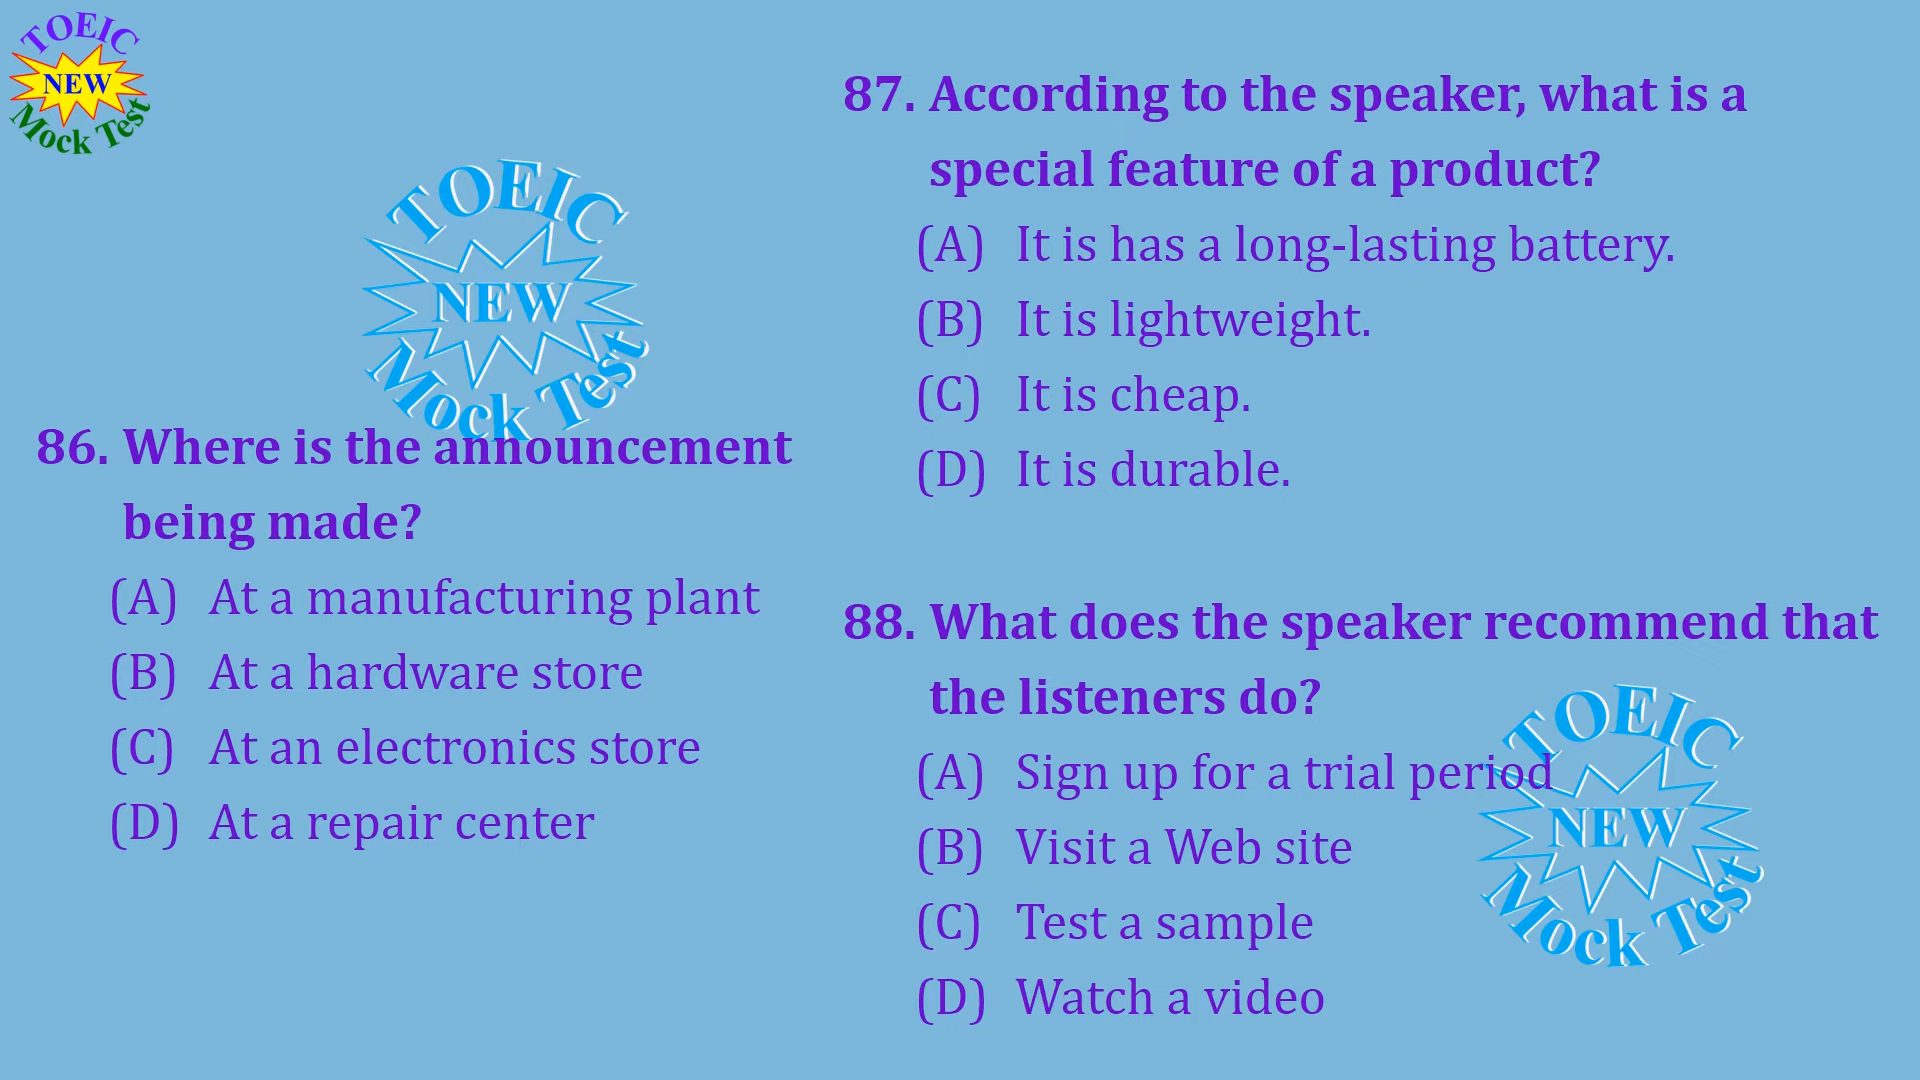 TOEIC
NEW
Mock Test
TOEIC
NEW
Mock Test
86. Where is the announcement
being made?
(A) At a manufacturing plant
(B) At a hardware store
(C) At an electronics store
(D) At a repair center
87. According to the speaker, what is a
special feature of a product?
(A) It is has a long-lasting battery.
(B) It is lightweight.
(C) It is cheap.
(D) It is durable.
88. What does the speaker recommend that
the listeners do?
(A) Sign up for a trial period
(B) Visit a Web site
(C) Test a sample
(D) Watch a video
TOEIC
NEW
Mock Test